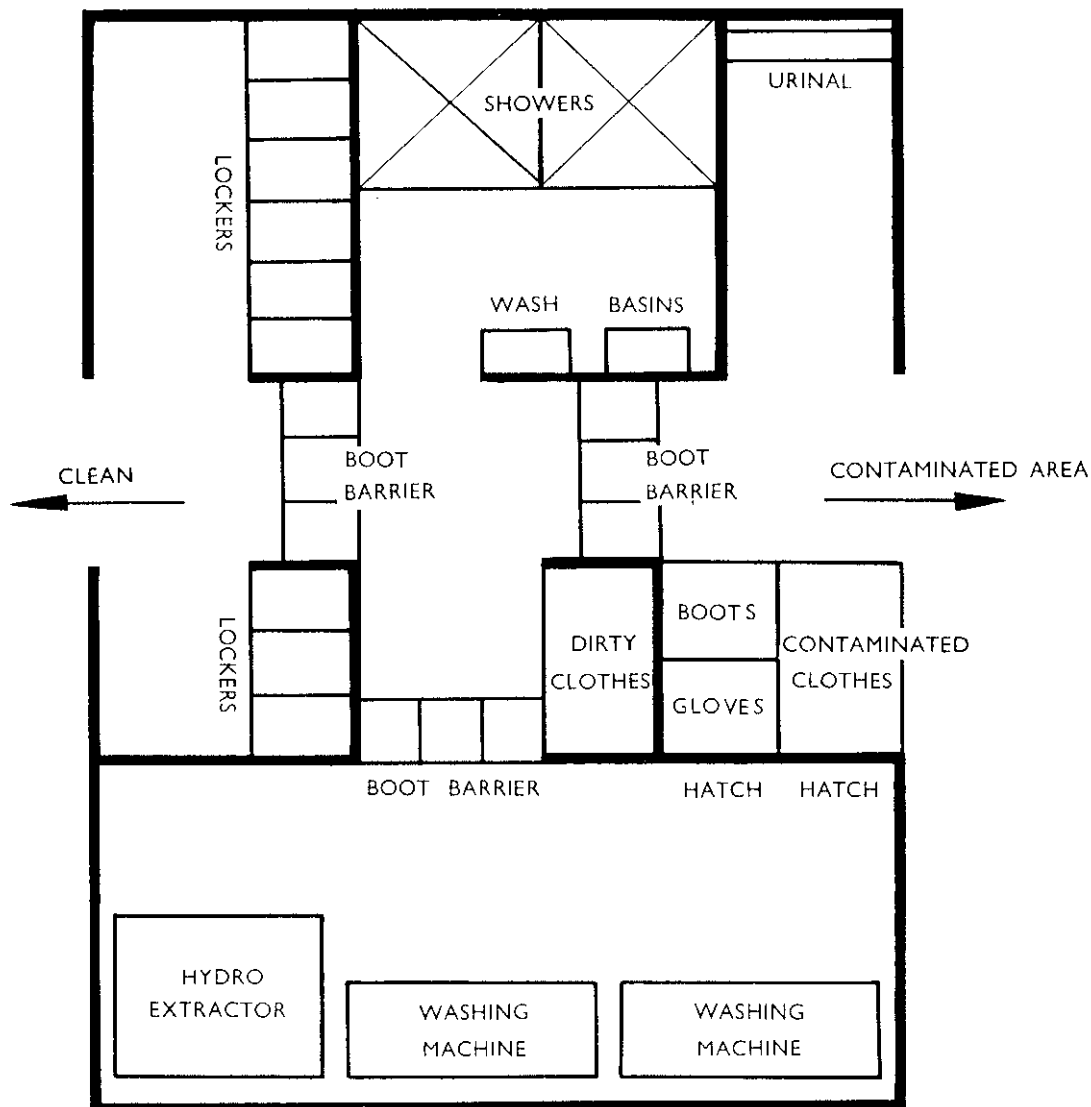 URINAL
SHOWERS
LOCKERS
WASH BASINS
CLEAN
BOOT
BARRIER
BOOT
BARRIER
CONTAMINATED AREA
LOCKERS
DIRTY
CLOTHES
BOOTS
GLOVES
CONTAMINATED
CLOTHES
BOOT BARRIER
HATCH
HATCH
HYDRO
EXTRACTOR
WASHING
MACHINE
WASHING
MACHINE